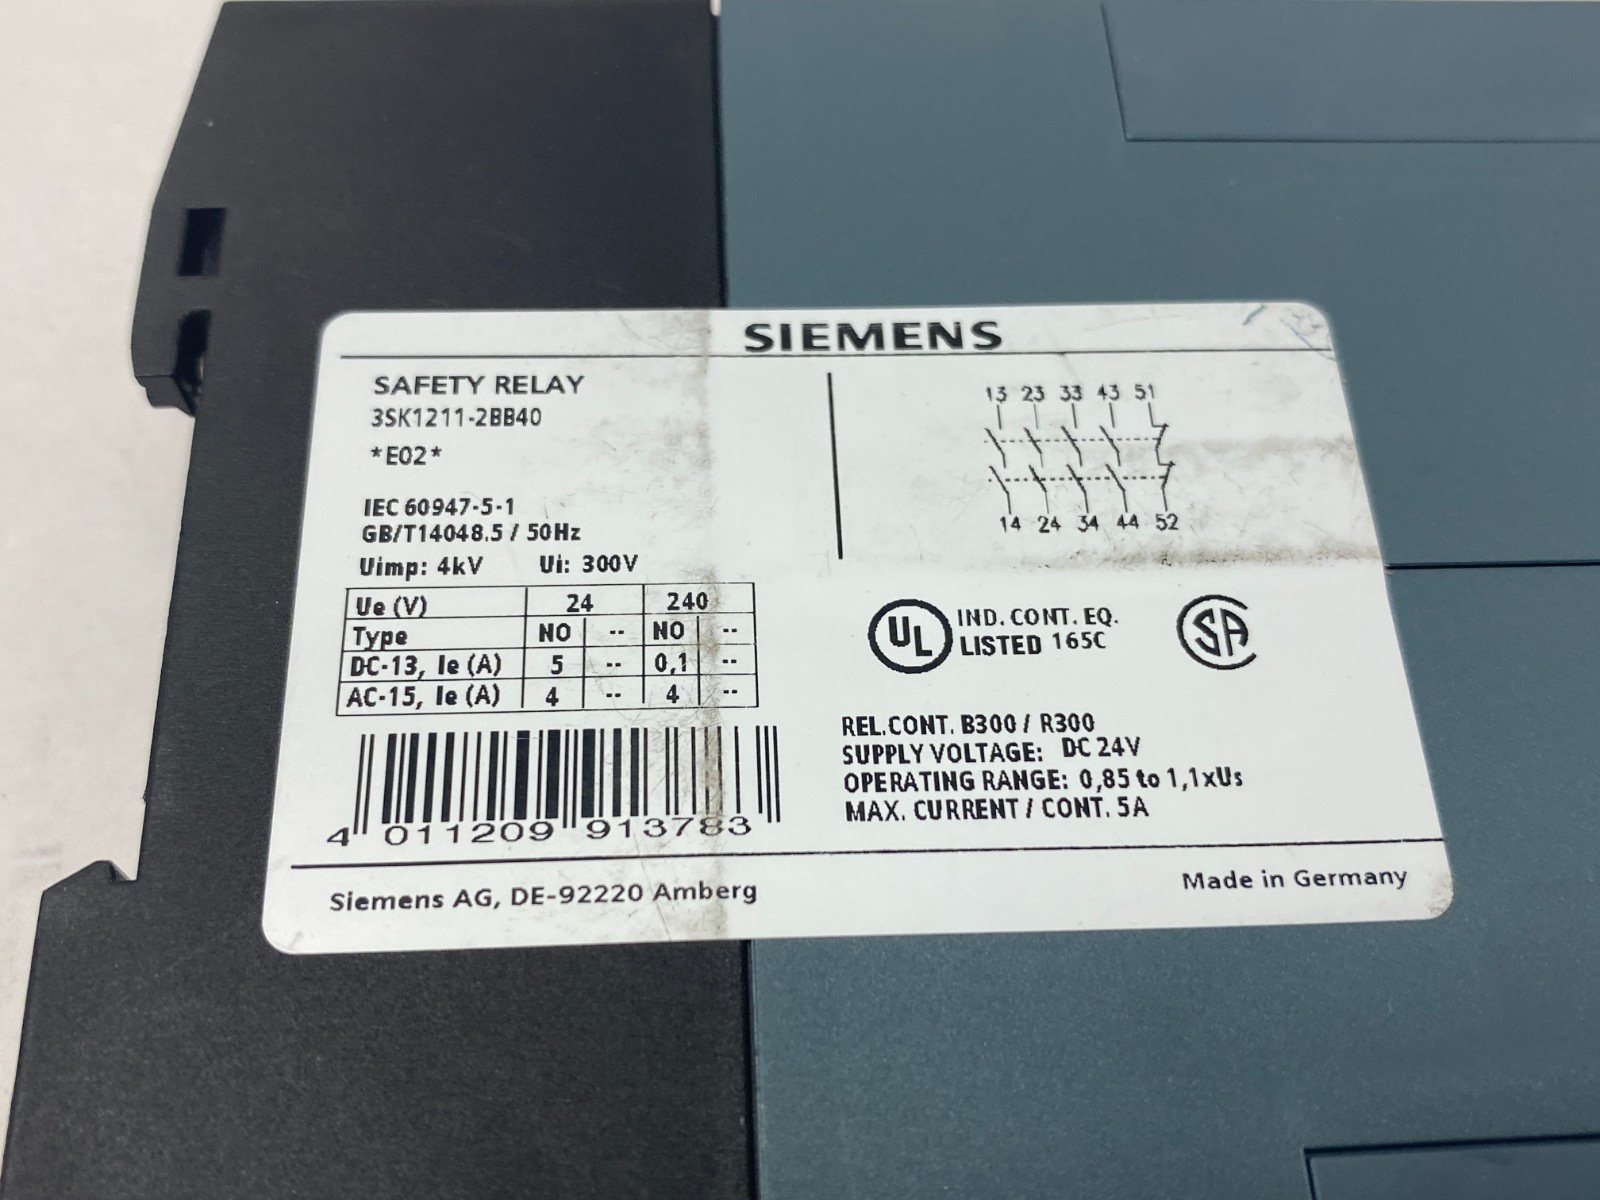 SIEMENS
SAFETY RELAY
3SK1211-2BB40
*E02*
IEC 60947-5-1
GB/T14048.5 / 50Hz
Uimp: 4kV Ui: 300V
Ue (V) 24 240
Type NO -- NO --
DC-13, Ie (A) 5 -- 0,1 --
AC-15, Ie (A) 4 -- 4 --
4 011209 913783
13 23 33 43 51
14 24 34 44 52
UL IND. CONT. EQ.
LISTED 165C
SA
REL.CONT. B300 / R300
SUPPLY VOLTAGE: DC 24V
OPERATING RANGE: 0,85 to 1,1xUs
MAX. CURRENT / CONT. 5A
Siemens AG, DE-92220 Amberg
Made in Germany